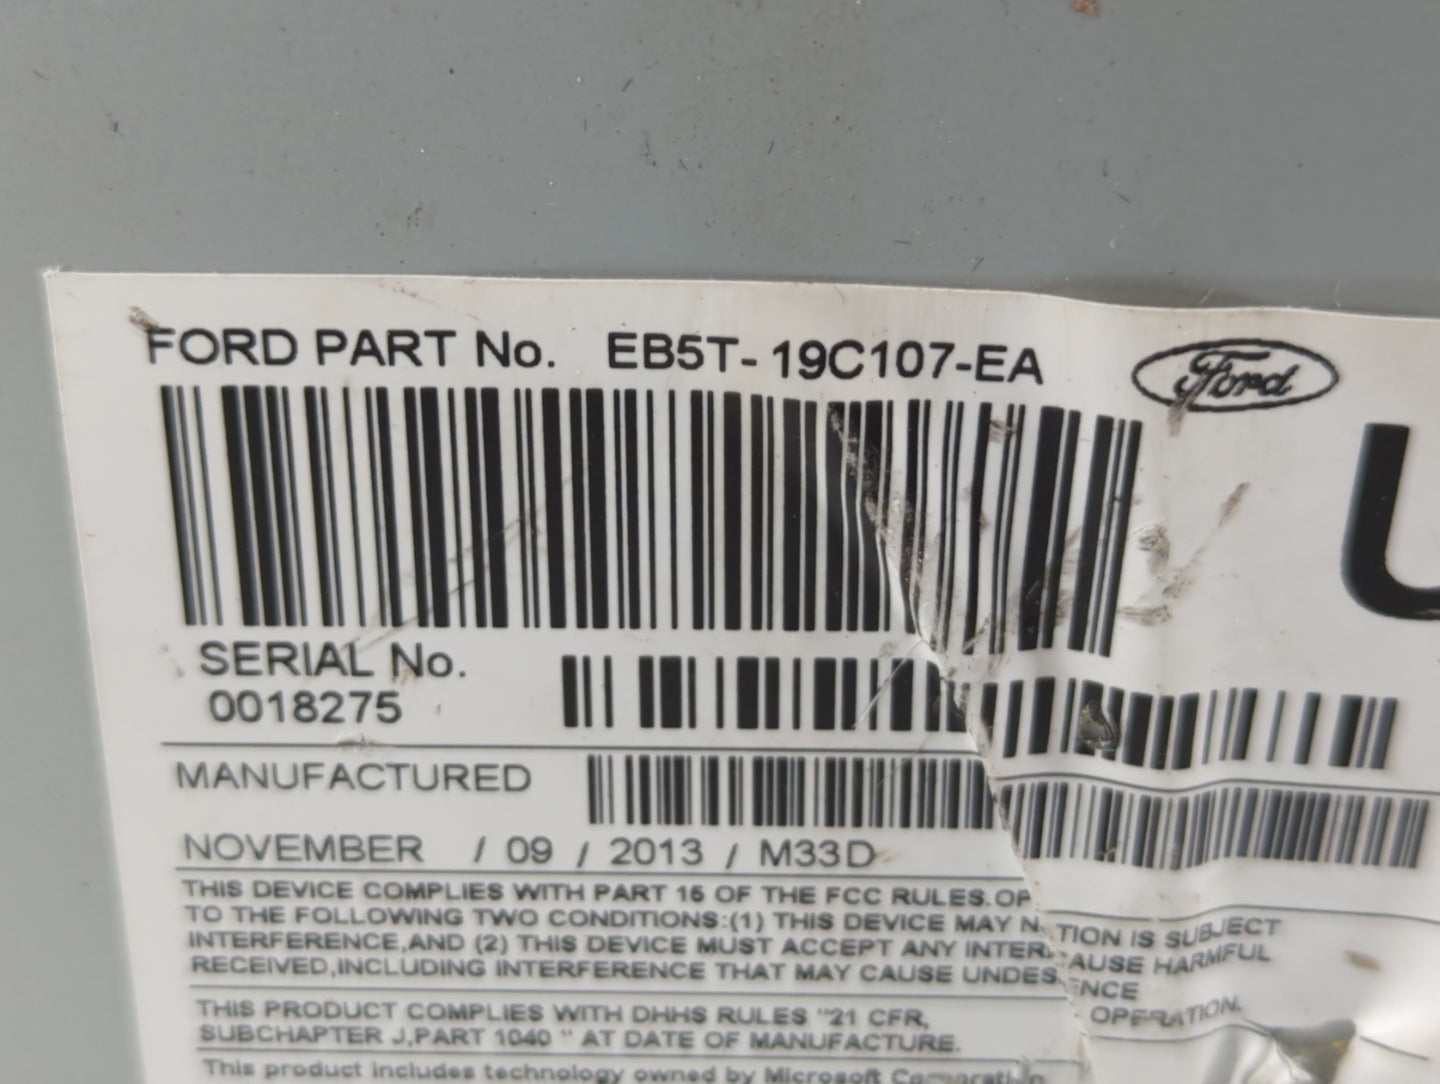 FORD PART No. EB5T-19C107-EA
Ford
U
SERIAL No.
0018275
MANUFACTURED
NOVEMBER / 09 / 2013 / M33D
THIS DEVICE COMPLIES WITH PART 15 OF THE FCC RULES.OP TION IS SUBJECT
TO THE FOLLOWING TWO CONDITIONS:(1) THIS DEVICE MAY N AUSE HARMFUL
INTERFERENCE,AND (2) THIS DEVICE MUST ACCEPT ANY INTER ENCE
RECEIVED,INCLUDING INTERFERENCE THAT MAY CAUSE UNDES OPERATION.
THIS PRODUCT COMPLIES WITH DHHS RULES "21 CFR,
SUBCHAPTER J,PART 1040 " AT DATE OF MANUFACTURE.
This product includes technology owned by Microsoft Corporation